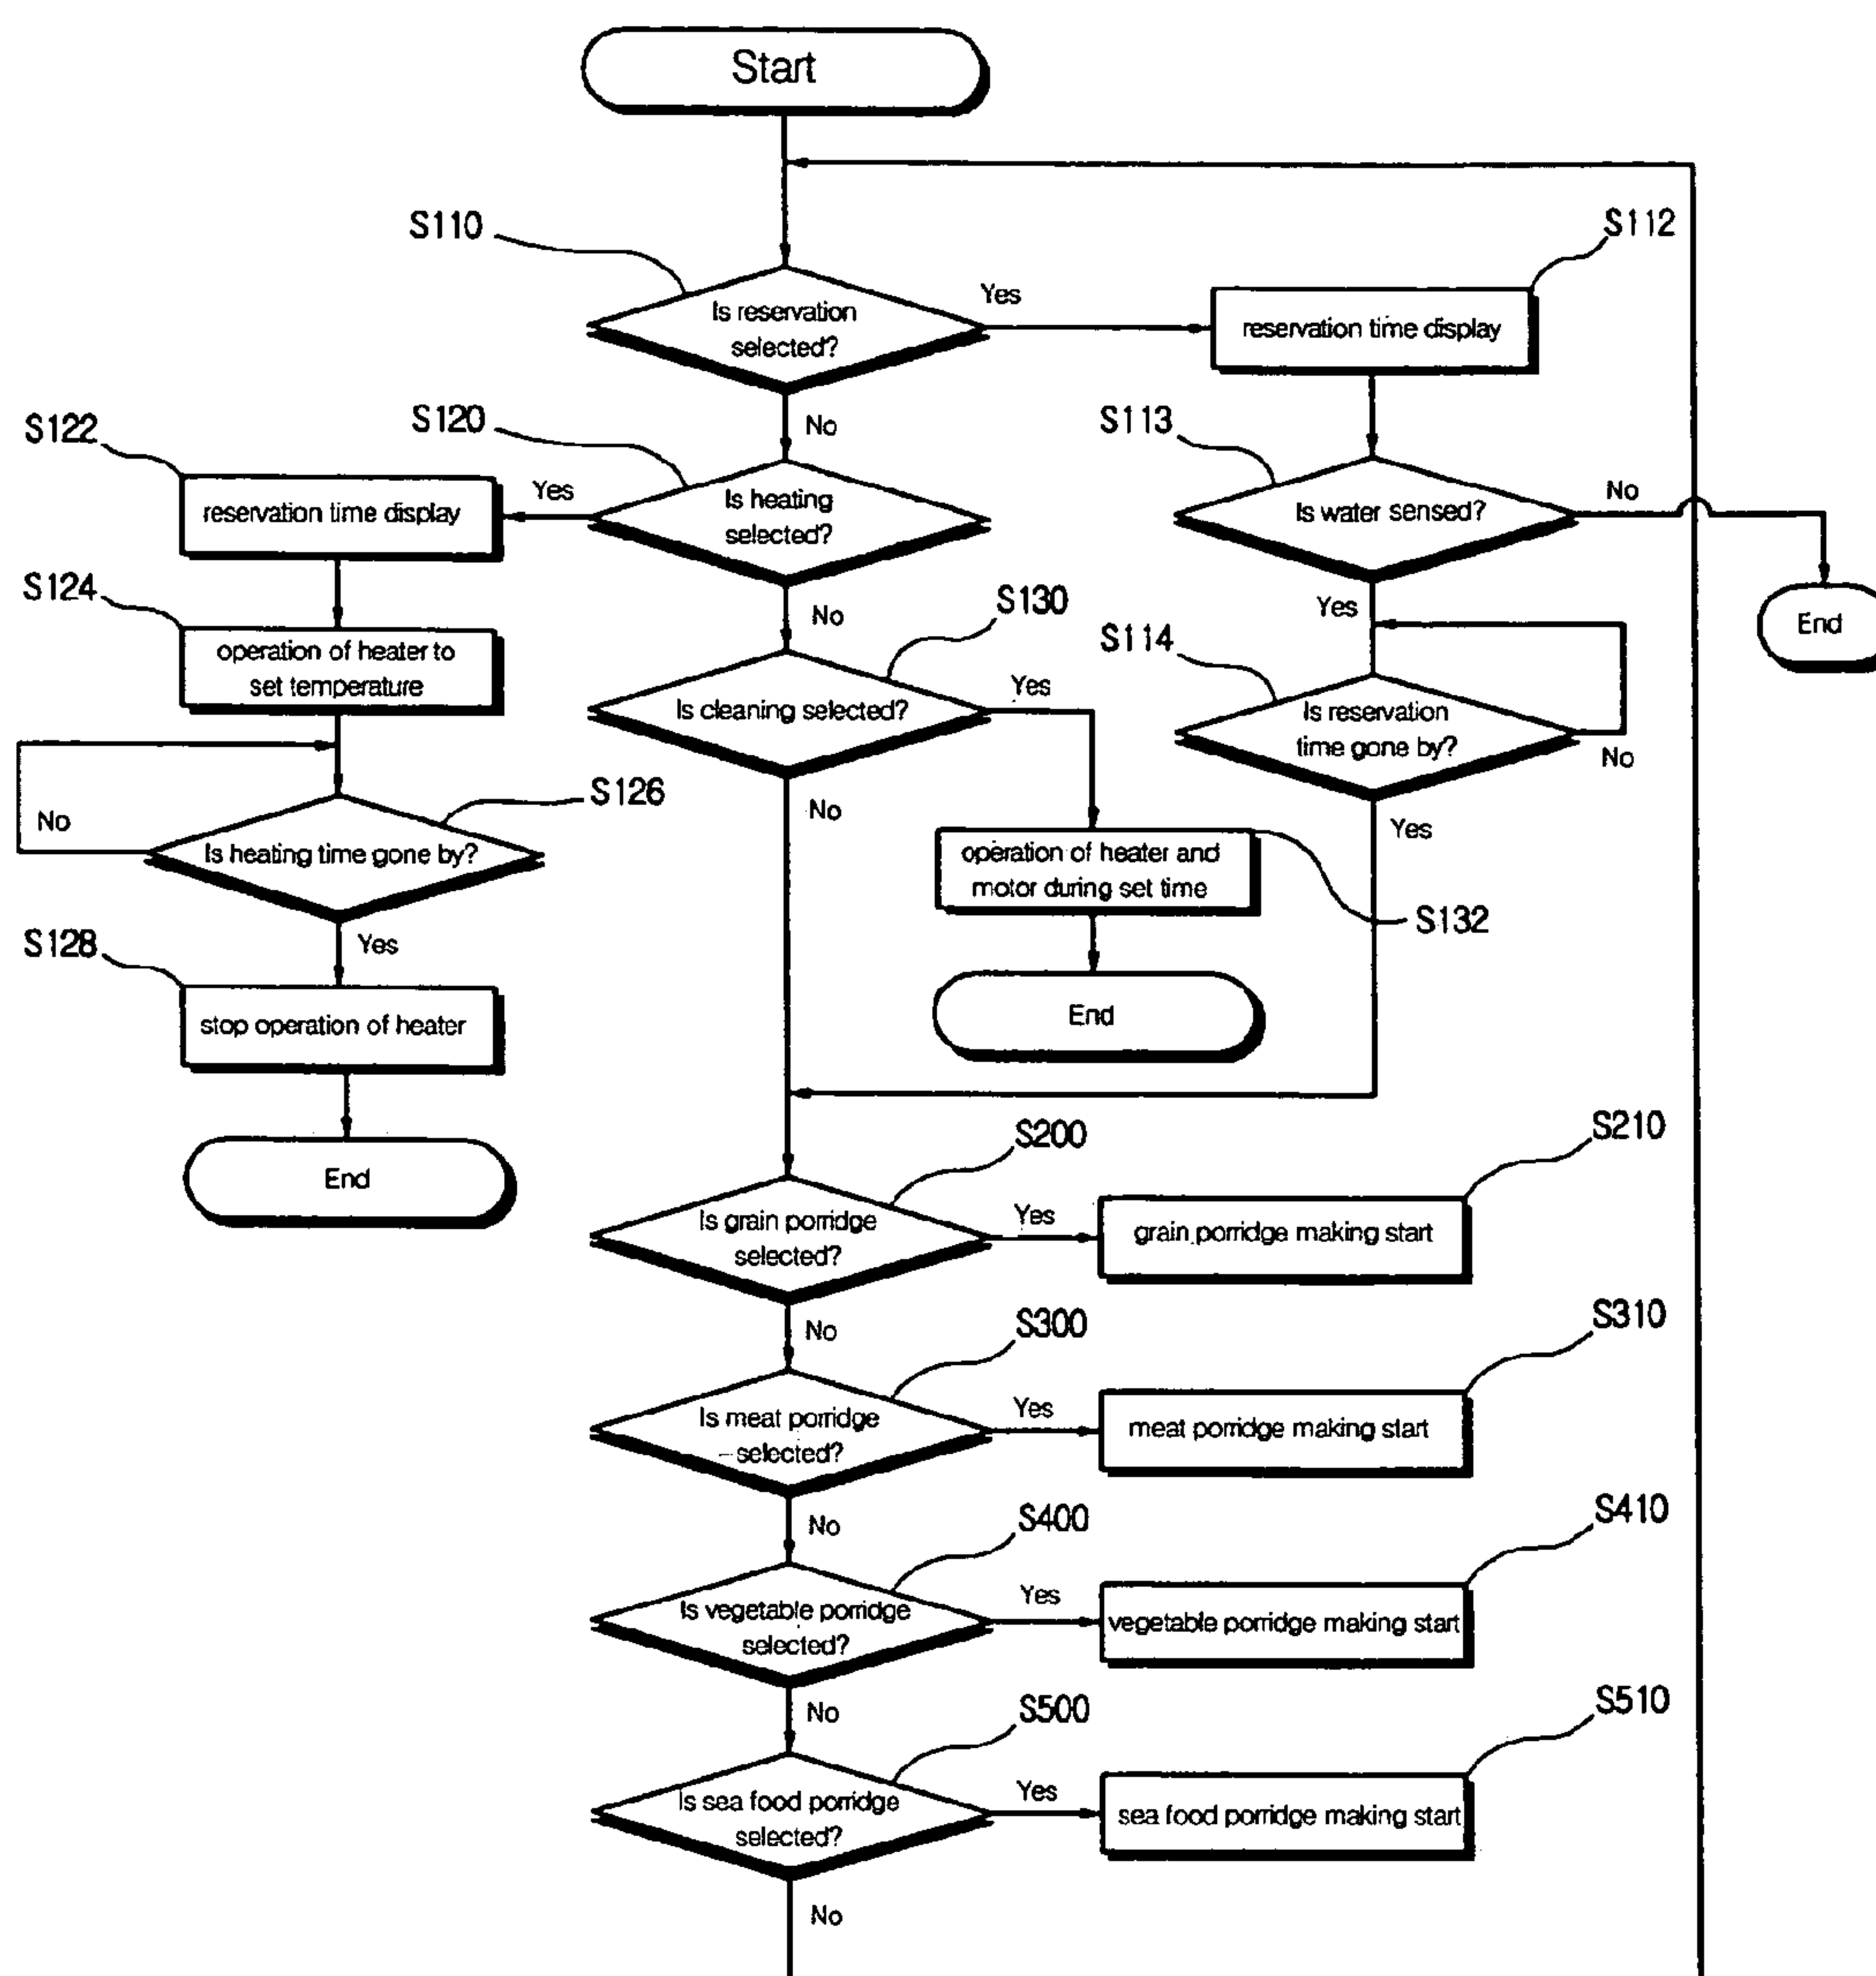 Start
S110
Is reservation
selected?
Yes
S112
reservation time display
No
S120
Is heating
selected?
Yes
S122
reservation time display
S113
Is water sensed?
No
End
S124
operation of heater to
set temperature
No
S130
Is cleaning selected?
Yes
Yes
S114
Is reservation
time gone by?
No
No
S126
Is heating time gone by?
No
Yes
operation of heater and
motor during set time
S132
Yes
S128
stop operation of heater
End
End
S200
Is grain porridge
selected?
Yes
S210
grain porridge making start
No
S300
Is meat porridge
selected?
Yes
S310
meat porridge making start
No
S400
Is vegetable porridge
selected?
Yes
S410
vegetable porridge making start
No
S500
Is sea food porridge
selected?
Yes
S510
sea food porridge making start
No